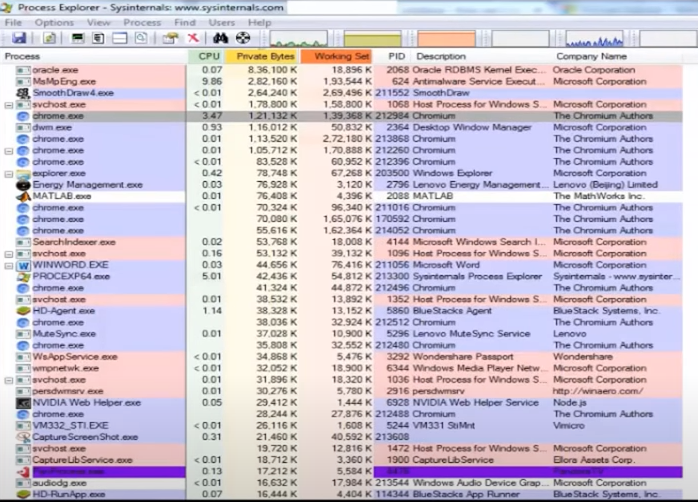 Process Explorer - Sysinternals: www.sysinternals.com
File Options View Process Find Users Help
Process CPU Private Bytes Working Set PID Description Company Name
oracle.exe 0.07 8,36,100 K 18,896 K 2068 Oracle RDBMS Kernel Exec... Oracle Corporation
MsMpEng.exe 9.86 2,82,160 K 1,93,544 K 624 Antimalware Service Execut... Microsoft Corporation
SmoothDraw4.exe < 0.01 2,64,240 K 2,69,496 K 211552 SmoothDraw
svchost.exe < 0.01 1,78,800 K 1,58,800 K 1068 Host Process for Windows S... Microsoft Corporation
chrome.exe 3.47 1,21,132 K 1,39,368 K 212984 Chromium The Chromium Authors
dwm.exe 0.93 1,16,012 K 50,832 K 2364 Desktop Window Manager Microsoft Corporation
chrome.exe < 0.01 1,13,520 K 2,72,180 K 213868 Chromium The Chromium Authors
chrome.exe < 0.01 1,05,712 K 1,70,888 K 212260 Chromium The Chromium Authors
chrome.exe < 0.01 83,528 K 60,952 K 212396 Chromium The Chromium Authors
explorer.exe 0.42 78,748 K 67,268 K 203500 Windows Explorer Microsoft Corporation
Energy Management.exe 0.03 76,928 K 3,120 K 2796 Lenovo Energy Management... Lenovo (Beijing) Limited
MATLAB.exe 0.01 76,408 K 4,396 K 2088 MATLAB The MathWorks Inc.
chrome.exe < 0.01 70,324 K 96,340 K 211016 Chromium The Chromium Authors
chrome.exe 70,080 K 1,65,076 K 170592 Chromium The Chromium Authors
chrome.exe 55,616 K 1,62,364 K 214052 Chromium The Chromium Authors
SearchIndexer.exe 0.02 53,768 K 18,008 K 4144 Microsoft Windows Search I... Microsoft Corporation
svchost.exe 0.16 53,132 K 39,132 K 1096 Host Process for Windows S... Microsoft Corporation
WINWORD.EXE 0.03 44,656 K 76,416 K 211056 Microsoft Word Microsoft Corporation
PROCEXP64.exe 5.01 42,436 K 54,812 K 213300 Sysinternals Process Explorer Sysinternals - www.sysinter...
chrome.exe 41,324 K 44,872 K 212496 Chromium The Chromium Authors
svchost.exe 0.01 38,532 K 13,892 K 1352 Host Process for Windows S... Microsoft Corporation
HD-Agent.exe 1.14 38,328 K 13,152 K 5860 BlueStacks Agent BlueStack Systems, Inc.
chrome.exe 38,036 K 32,924 K 212512 Chromium The Chromium Authors
MuteSync.exe 0.01 37,028 K 10,900 K 5296 Lenovo MuteSync Service Lenovo
chrome.exe 35,808 K 32,552 K 212480 Chromium The Chromium Authors
WsAppService.exe < 0.01 34,868 K 5,476 K 3292 Wondershare Passport Wondershare
wmpnetwk.exe < 0.01 32,052 K 18,900 K 6344 Windows Media Player Netw... Microsoft Corporation
svchost.exe < 0.01 31,896 K 18,320 K 1036 Host Process for Windows S... Microsoft Corporation
persdwmsrv.exe 0.01 30,276 K 5,780 K 2916 persdwmsrv http://winaero.com/
NVIDIA Web Helper.exe 0.05 29,412 K 1,444 K 6928 NVIDIA Web Helper Service Node.js
chrome.exe 28,244 K 27,876 K 212488 Chromium The Chromium Authors
VM332_STI.EXE < 0.01 26,116 K 1,608 K 5244 VM331 StiMnt Vimicro
CaptureScreenShot.exe 0.31 21,460 K 40,592 K 213608
svchost.exe 19,720 K 12,816 K 1472 Host Process for Windows S... Microsoft Corporation
CaptureLibService.exe < 0.01 18,712 K 3,360 K 1900 CaptureLibService Ellora Assets Corp.
0.13 17,212 K 5,584 K
audiodg.exe < 0.01 16,632 K 17,984 K 213544 Windows Audio Device Grap... Microsoft Corporation
HD-RunApp.exe 0.07 16,444 K 4,404 K 114344 BlueStacks App Runner BlueStack Systems, Inc.